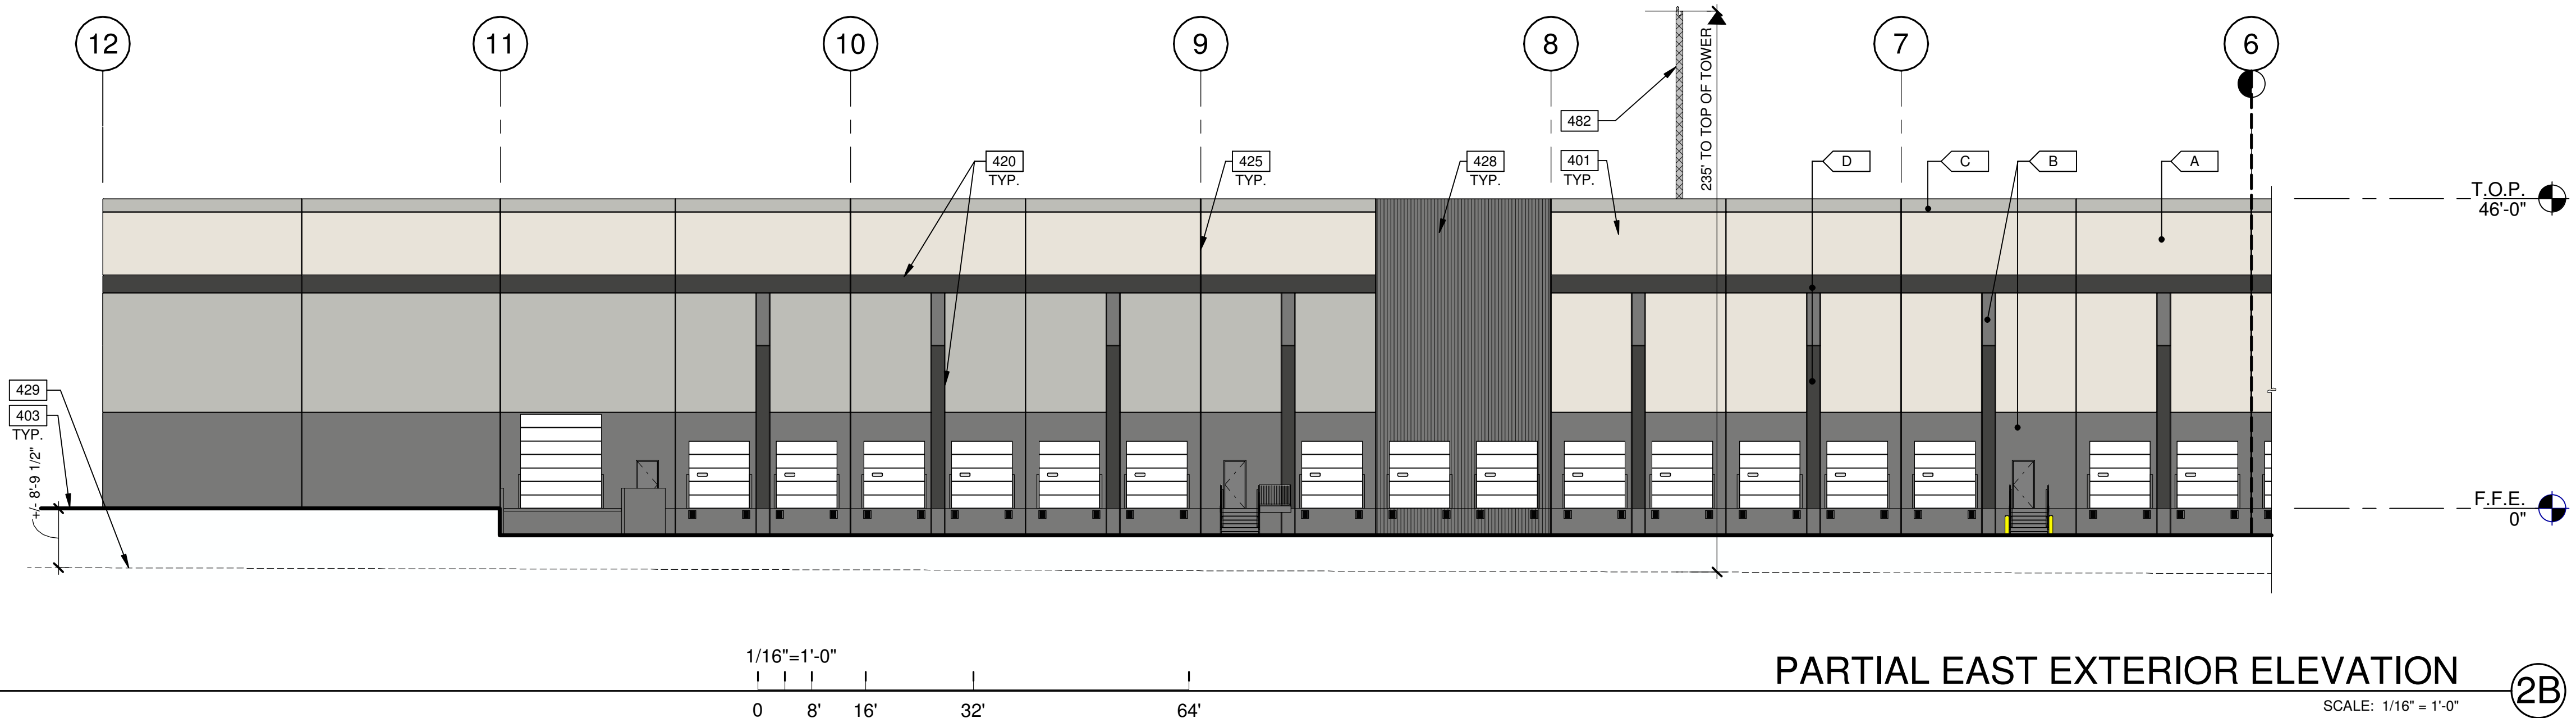 12
11
10
9
8
7
6
235' TO TOP OF TOWER
482
420
TYP.
425
TYP.
428
TYP.
401
TYP.
D
C
B
A
T.O.P.
46'-0"
429
403
TYP.
+/- 8'-9 1/2"
F.F.E.
0"
1/16"=1'-0"
0 8' 16' 32' 64'
PARTIAL EAST EXTERIOR ELEVATION
2B
SCALE: 1/16" = 1'-0"